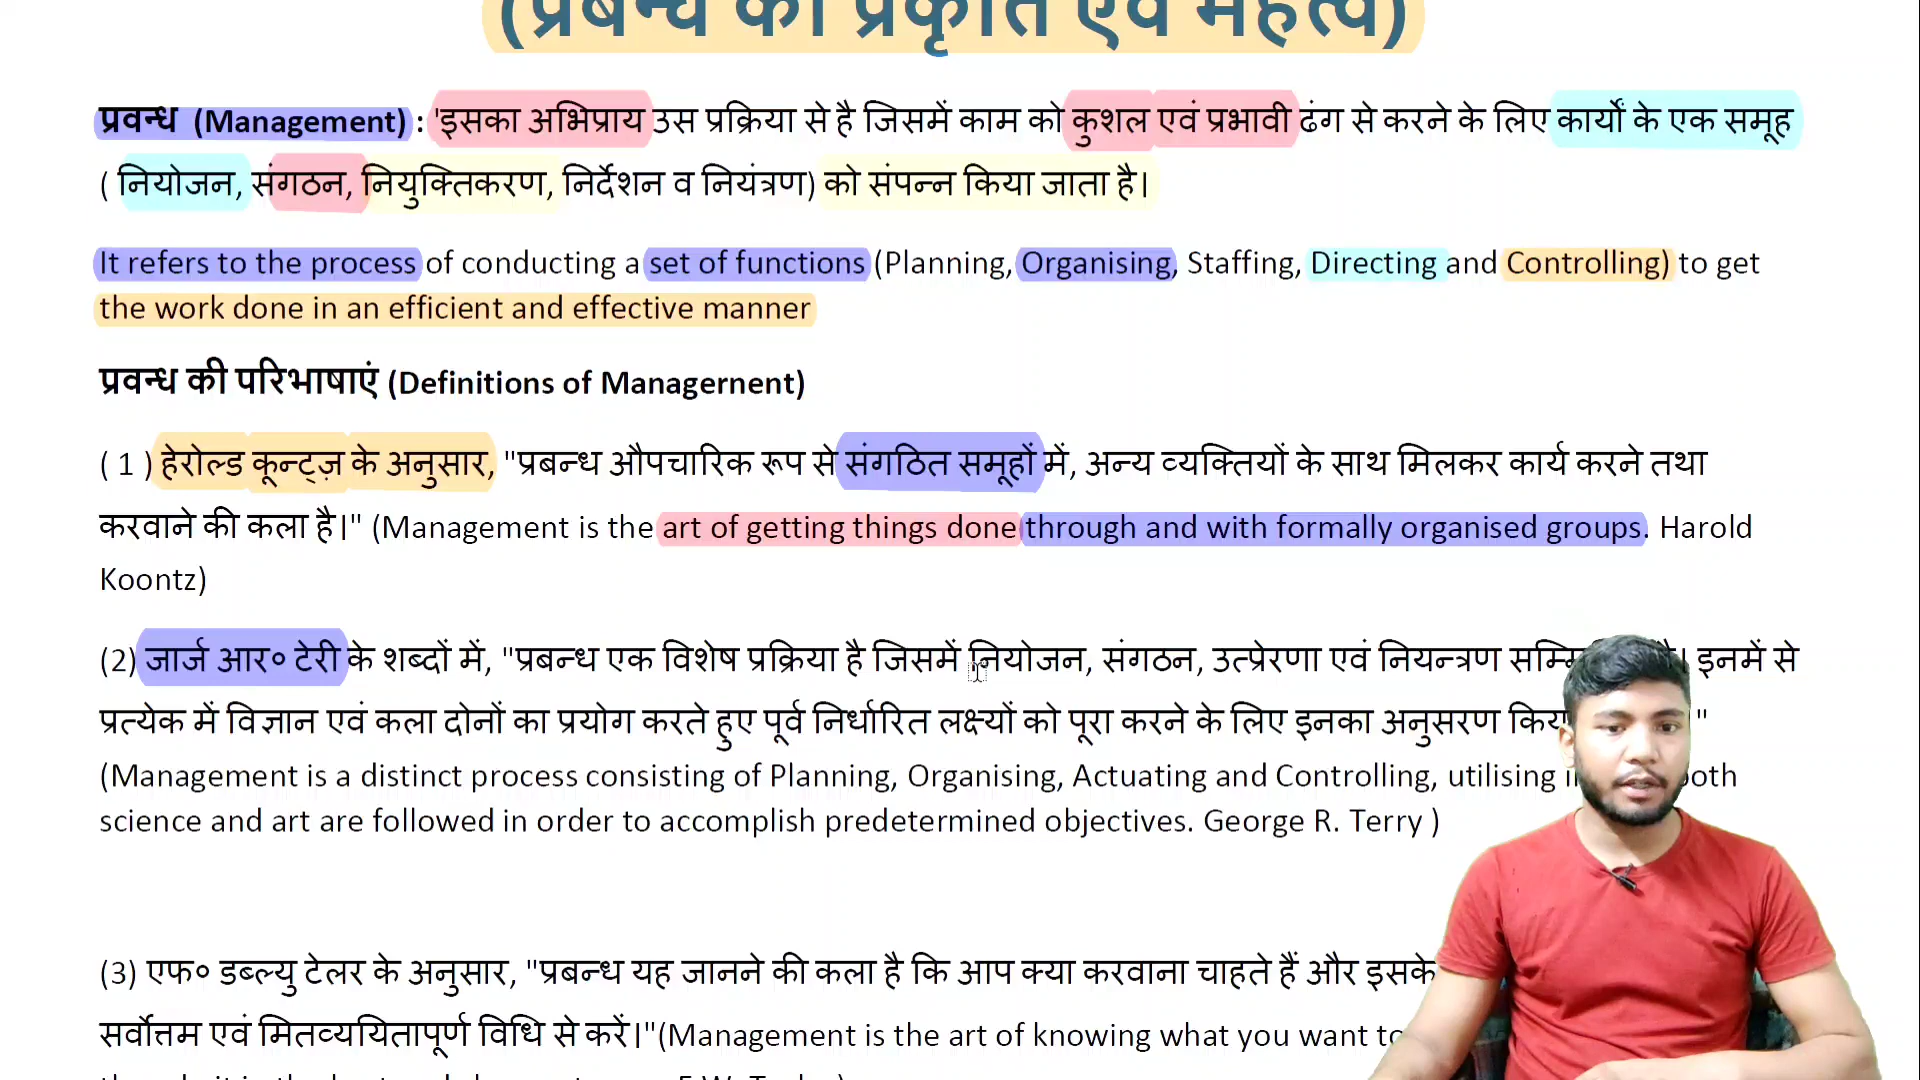 (प्रबन्ध की प्रकृति एवं महत्व)
प्रवन्ध (Management) : 'इसका अभिप्राय उस प्रक्रिया से है जिसमें काम को कुशल एवं प्रभावी ढंग से करने के लिए कार्यों के एक समूह
( नियोजन, संगठन, नियुक्तिकरण, निर्देशन व नियंत्रण) को संपन्न किया जाता है।
It refers to the process of conducting a set of functions (Planning, Organising, Staffing, Directing and Controlling) to get
the work done in an efficient and effective manner
प्रवन्ध की परिभाषाएं (Definitions of Managernent)
( 1 ) हेरोल्ड कून्ट्ज़ के अनुसार, "प्रबन्ध औपचारिक रूप से संगठित समूहों में, अन्य व्यक्तियों के साथ मिलकर कार्य करने तथा
करवाने की कला है।" (Management is the art of getting things done through and with formally organised groups. Harold
Koontz)
(2) जार्ज आर० टेरी के शब्दों में, "प्रबन्ध एक विशेष प्रक्रिया है जिसमें नियोजन, संगठन, उत्प्रेरणा एवं नियन्त्रण है। इनमें से
प्रत्येक में विज्ञान एवं कला दोनों का प्रयोग करते हुए पूर्व निर्धारित लक्ष्यों को पूरा करने के लिए इनका अनुसरण "
(Management is a distinct process consisting of Planning, Organising, Actuating and Controlling, utilising both
science and art are followed in order to accomplish predetermined objectives. George R. Terry )
(3) एफ० डब्ल्यु टेलर के अनुसार, "प्रबन्ध यह जानने की कला है कि आप क्या करवाना चाहते हैं और इसके
सर्वोत्तम एवं मितव्ययितापूर्ण विधि से करें।"(Management is the art of knowing what you want to